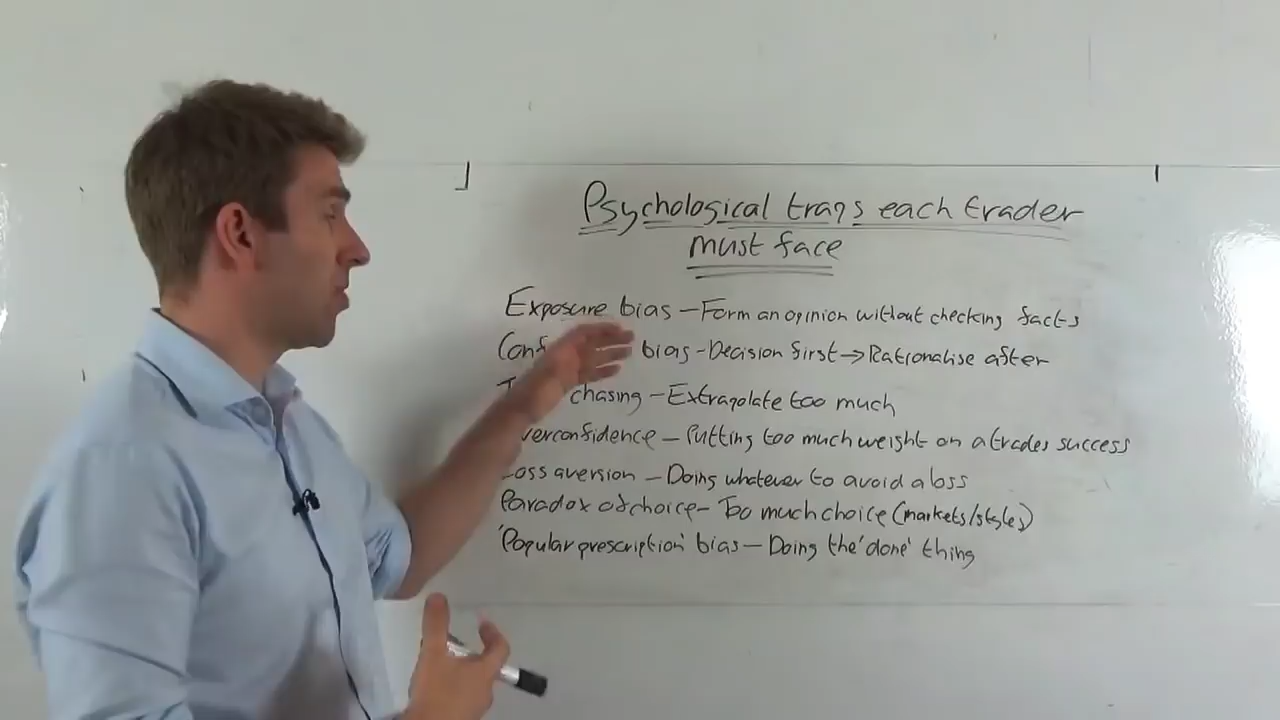 Psychological traps each trader
must face
Exposure bias – Form an opinion without checking facts
Conf bias - Decision first → Rationalise after
chasing – Extrapolate too much
verconfidence – Putting too much weight on a trades success
Loss aversion – Doing whatever to avoid a loss
Paradox of choice – Too much choice (markets/styles)
'Popular prescription' bias – Doing the 'done' thing